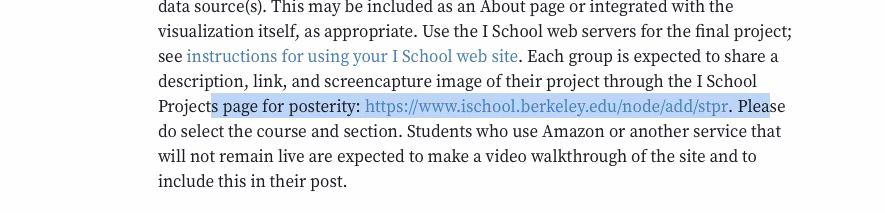 data source(s). This may be included as an About page or integrated with the
visualization itself, as appropriate. Use the I School web servers for the final project;
see instructions for using your I School web site. Each group is expected to share a
description, link, and screencapture image of their project through the I School
Projects page for posterity: https://www.ischool.berkeley.edu/node/add/stpr. Please
do select the course and section. Students who use Amazon or another service that
will not remain live are expected to make a video walkthrough of the site and to
include this in their post.